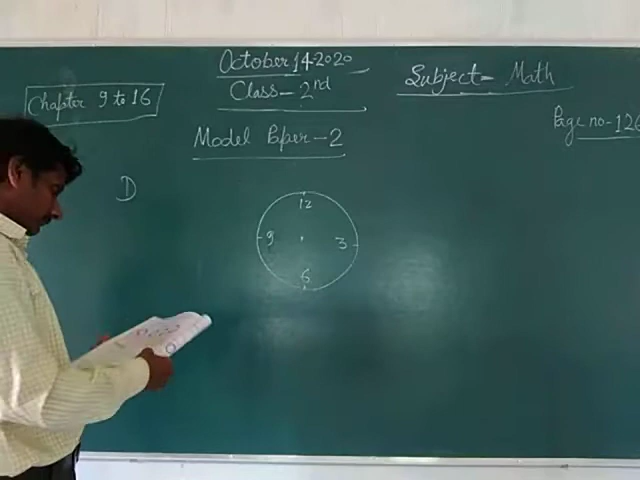 October 14 2020
Subject- Math
Class- 2nd
Chapter 9 to 16
Page no-126
Model Paper-2
D
12
9
3
6